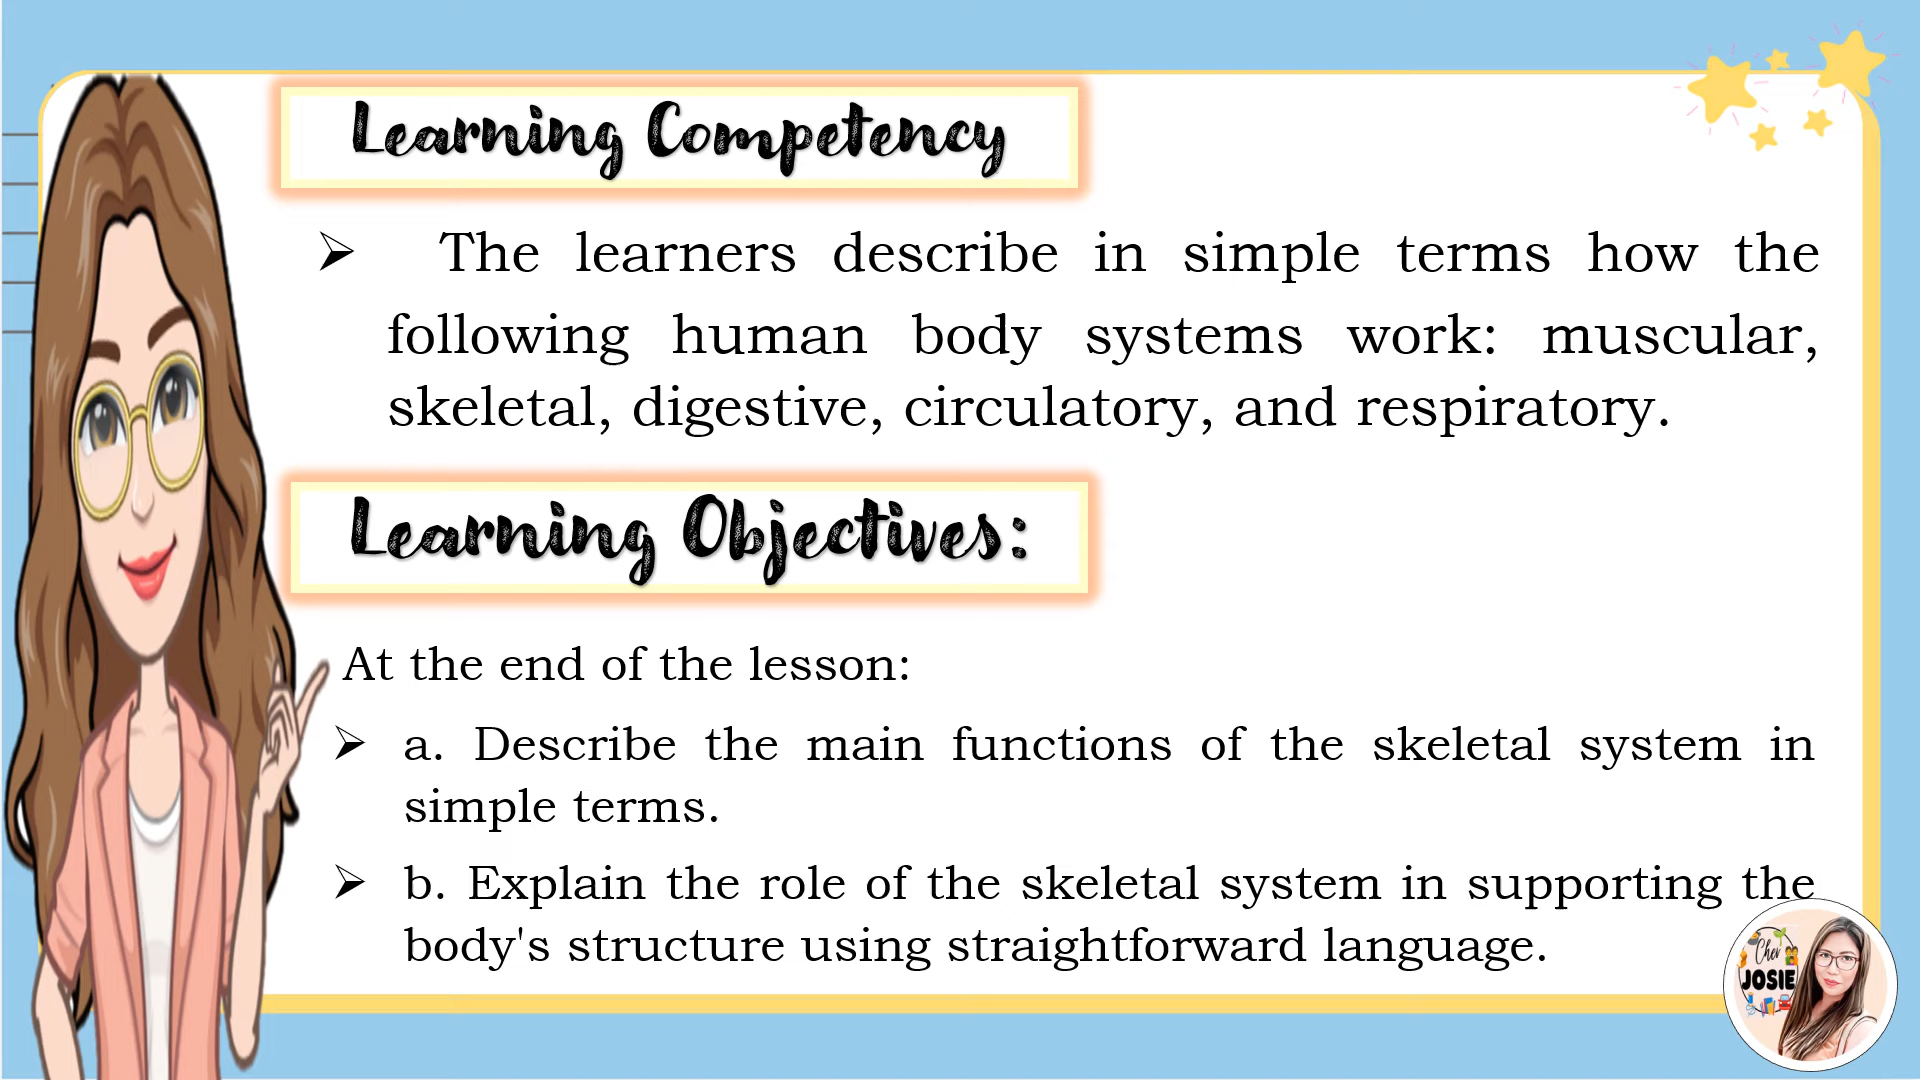 Learning Competency
➢ The learners describe in simple terms how the
following human body systems work: muscular,
skeletal, digestive, circulatory, and respiratory.
Learning Objectives:
At the end of the lesson:
➢ a. Describe the main functions of the skeletal system in
simple terms.
➢ b. Explain the role of the skeletal system in supporting the
body's structure using straightforward language.
Cher
JOSIE